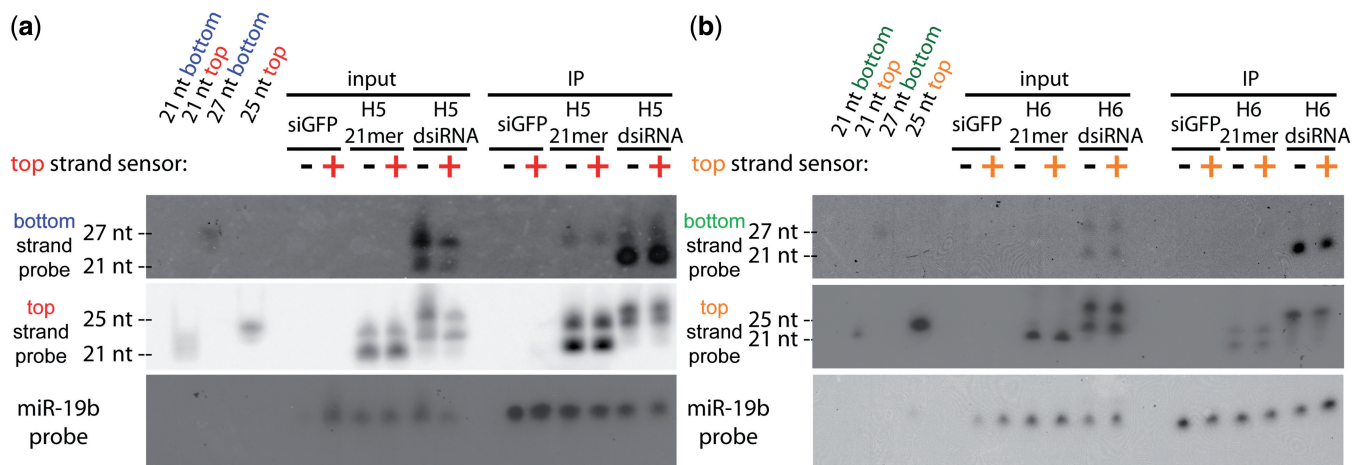 (a)
21 nt bottom
21 nt top
27 nt bottom
25 nt top
input
IP
siGFP
H5
21mer
H5
dsiRNA
siGFP
H5
21mer
H5
dsiRNA
top strand sensor:
- + - + - + - + - + - +
bottom
strand
probe
27 nt --
21 nt --
top
strand
probe
25 nt --
21 nt --
miR-19b
probe
(b)
21 nt bottom
21 nt top
27 nt bottom
25 nt top
input
IP
siGFP
H6
21mer
H6
dsiRNA
siGFP
H6
21mer
H6
dsiRNA
top strand sensor:
- + - + - + - + - + - +
bottom
strand
probe
27 nt --
21 nt --
top
strand
probe
25 nt --
21 nt --
miR-19b
probe